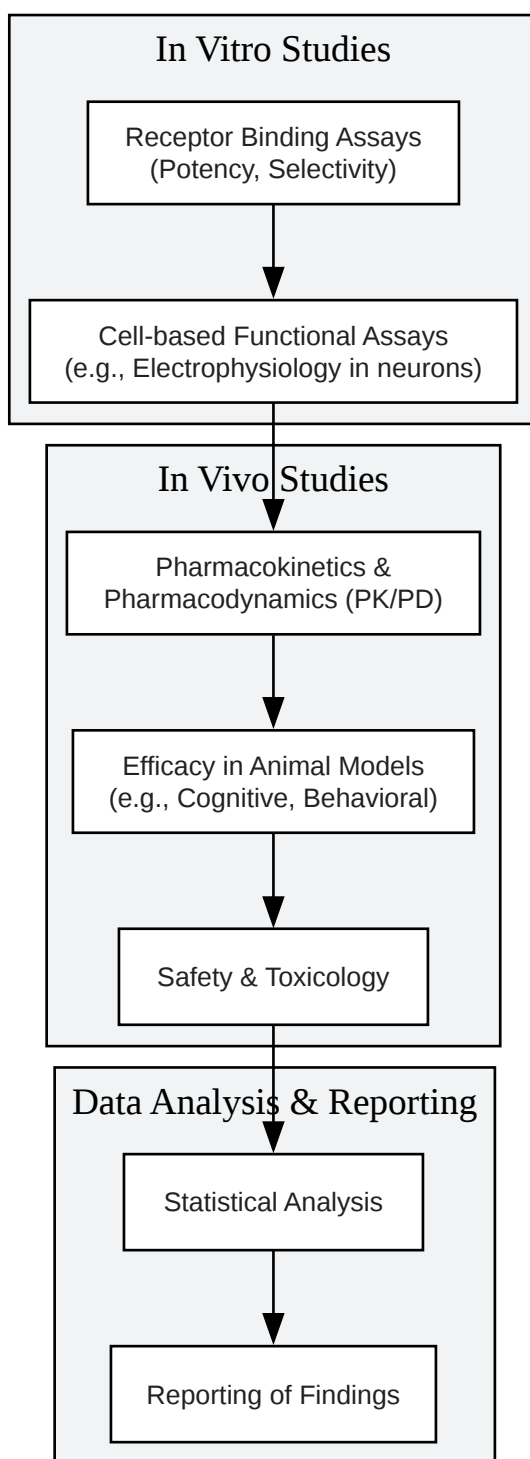 In Vitro Studies
Receptor Binding Assays
(Potency, Selectivity)
Cell-based Functional Assays
(e.g., Electrophysiology in neurons)
In Vivo Studies
Pharmacokinetics &
Pharmacodynamics (PK/PD)
Efficacy in Animal Models
(e.g., Cognitive, Behavioral)
Safety & Toxicology
Data Analysis & Reporting
Statistical Analysis
Reporting of Findings